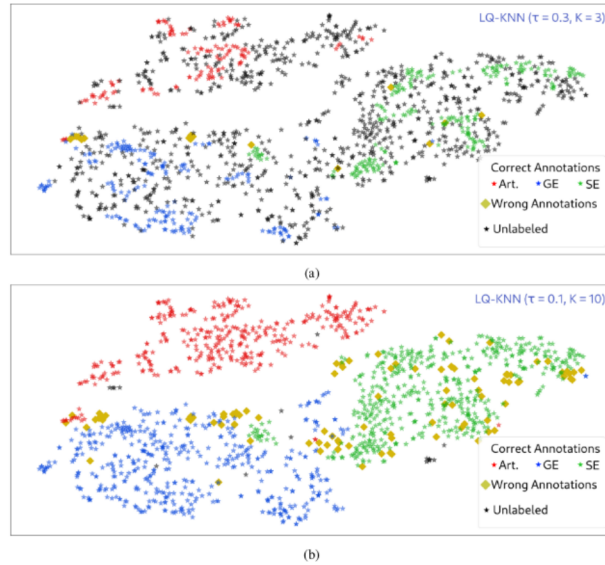 LQ-KNN (τ = 0.3, K = 3)
Correct Annotations
Art. GE SE
Wrong Annotations
Unlabeled
(a)
LQ-KNN (τ = 0.1, K = 10)
Correct Annotations
Art. GE SE
Wrong Annotations
Unlabeled
(b)